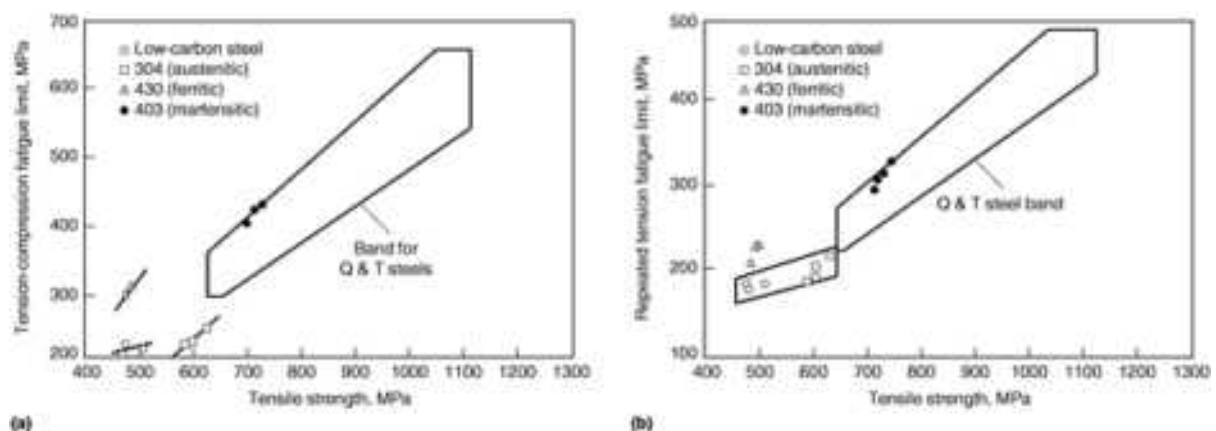 700
600
500
400
300
200
Tension-compression fatigue limit, MPa
Low-carbon steel
304 (austenitic)
430 (ferritic)
403 (martensitic)
Band for
Q & T steels
400 500 600 700 800 900 1000 1100 1200 1300
Tensile strength, MPa
(a)
500
400
300
200
100
Repeated tension fatigue limit, MPa
Low-carbon steel
304 (austenitic)
430 (ferritic)
403 (martensitic)
Q & T steel band
400 500 600 700 800 900 1000 1100 1200 1300
Tensile strength, MPa
(b)